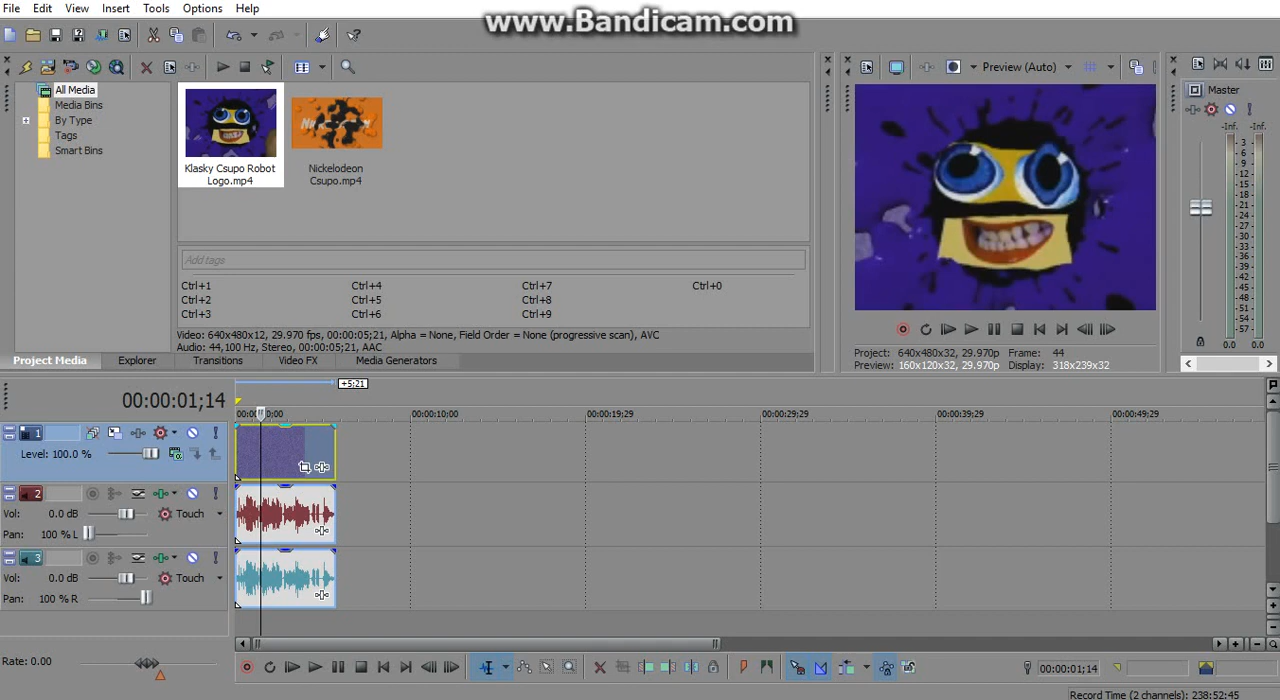 www.Bandicam.com
File Edit View Insert Tools Options Help
All Media
Media Bins
By Type
Tags
Smart Bins
Klasky Csupo Robot
Logo.mp4
Nickelodeon
Csupo.mp4
Add tags
Ctrl+1 Ctrl+4 Ctrl+7 Ctrl+0
Ctrl+2 Ctrl+5 Ctrl+8
Ctrl+3 Ctrl+6 Ctrl+9
Video: 640x480x12, 29.970 fps, 00:00:05;21, Alpha = None, Field Order = None (progressive scan), AVC
Audio: 44,100 Hz, Stereo, 00:00:05;21, AAC
Project Media Explorer Transitions Video FX Media Generators
Preview (Auto)
Project: 640x480x32, 29.970p Frame: 44
Preview: 160x120x32, 29.970p Display: 318x239x32
Master
-Inf. -Inf.
3
6
9
12
15
18
21
24
27
30
33
36
39
42
45
48
51
54
57
0.0 0.0
00:00:01;14
+5;21
00:00:10;00 00:00:19;29 00:00:29;29 00:00:39;29 00:00:49;29
1
Level: 100.0 %
2
Vol: 0.0 dB Touch
Pan: 100 % L
3
Vol: 0.0 dB Touch
Pan: 100 % R
Rate: 0.00
00:00:01;14
Record Time (2 channels): 238:52:45